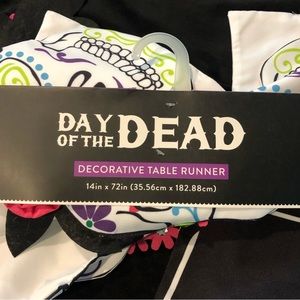 DAY
OF THE DEAD
DECORATIVE TABLE RUNNER
14in x 72in (35.56cm x 182.88cm)